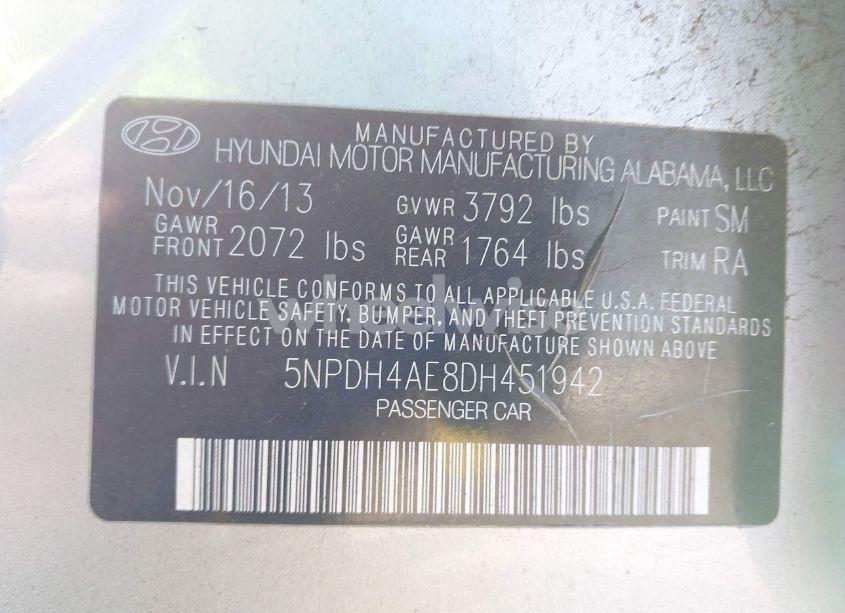 MANUFACTURED BY
HYUNDAI MOTOR MANUFACTURING ALABAMA, LLC
Nov/16/13 GVWR 3792 lbs PAINT SM
GAWR FRONT 2072 lbs GAWR REAR 1764 lbs TRIM RA
THIS VEHICLE CONFORMS TO ALL APPLICABLE U.S.A. FEDERAL
MOTOR VEHICLE SAFETY, BUMPER, AND THEFT PREVENTION STANDARDS
IN EFFECT ON THE DATE OF MANUFACTURE SHOWN ABOVE
V.I.N 5NPDH4AE8DH451942
PASSENGER CAR